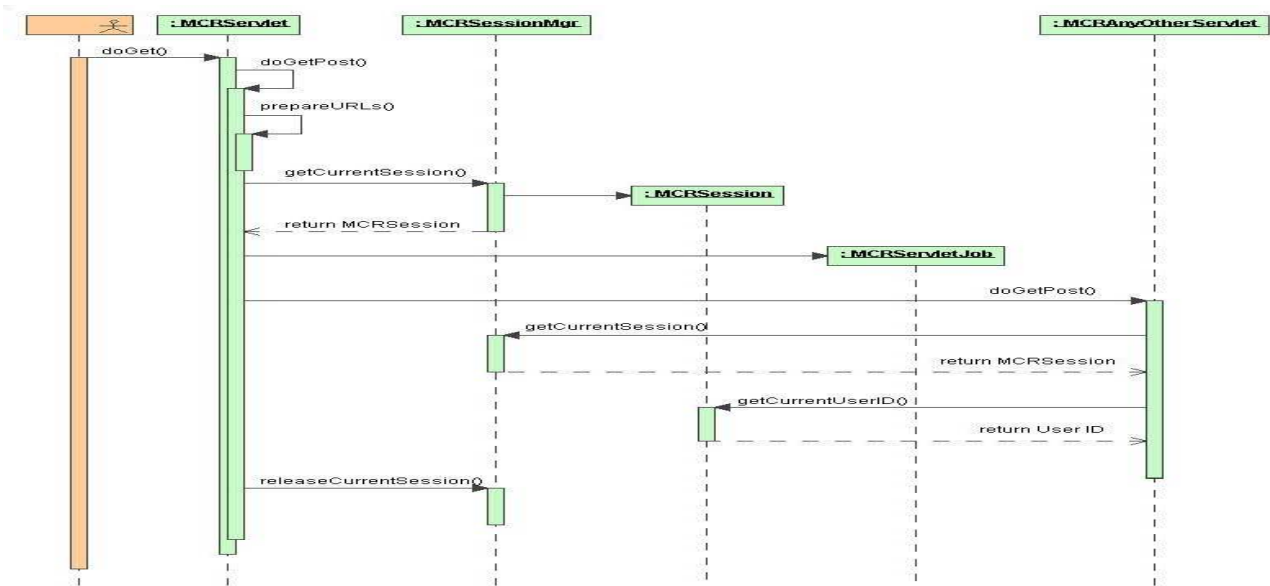 : MCRServlet
: MCRSessionMgr
: MCRAnyOtherServlet
doGet()
doGetPost()
prepareURLs()
getCurrentSession()
: MCRSession
return MCRSession
: MCRServletJob
doGetPost()
getCurrentSession()
return MCRSession
getCurrentUserID()
return User ID
releaseCurrentSession()